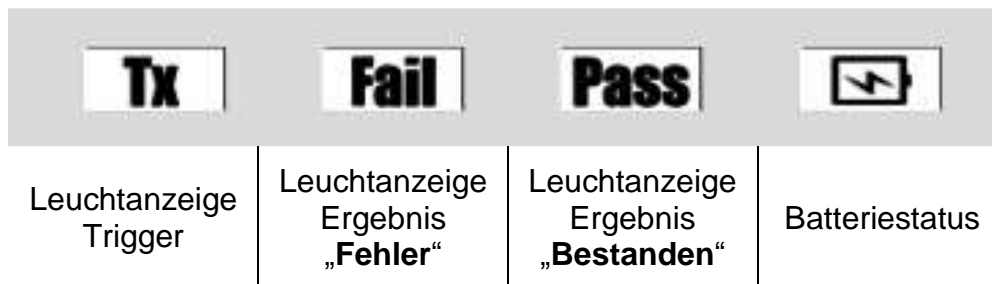 Tx Fail Pass
Leuchtanzeige Trigger
Leuchtanzeige Ergebnis „Fehler“
Leuchtanzeige Ergebnis „Bestanden“
Batteriestatus